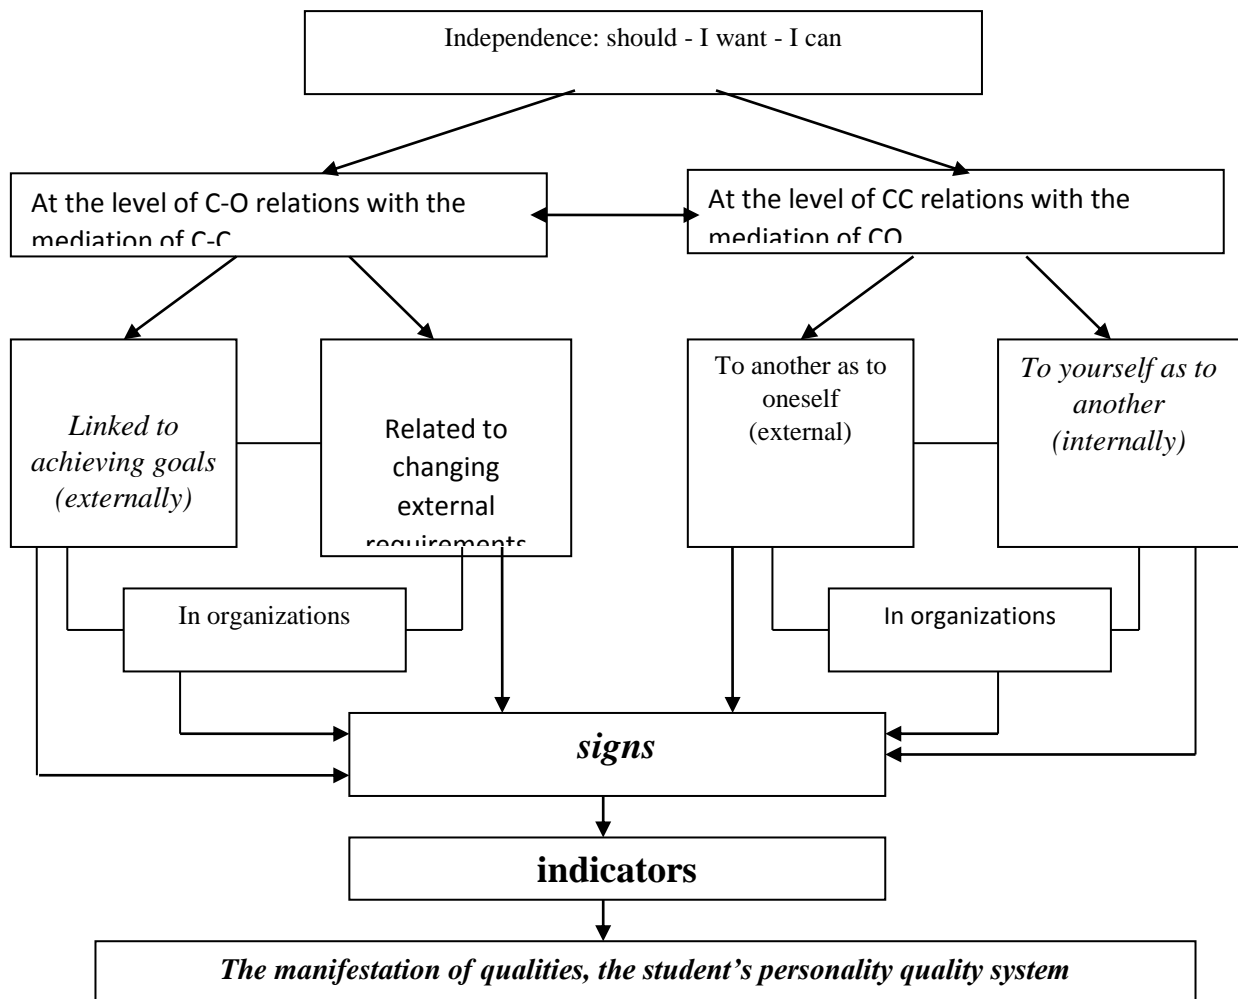 Independence: should - I want - I can
At the level of C-O relations with the
mediation of C-C
At the level of CC relations with the
mediation of CO
Linked to
achieving goals
(externally)
Related to
changing
external
requirements
To another as to
oneself
(external)
To yourself as to
another
(internally)
In organizations
In organizations
signs
indicators
The manifestation of qualities, the student’s personality quality system